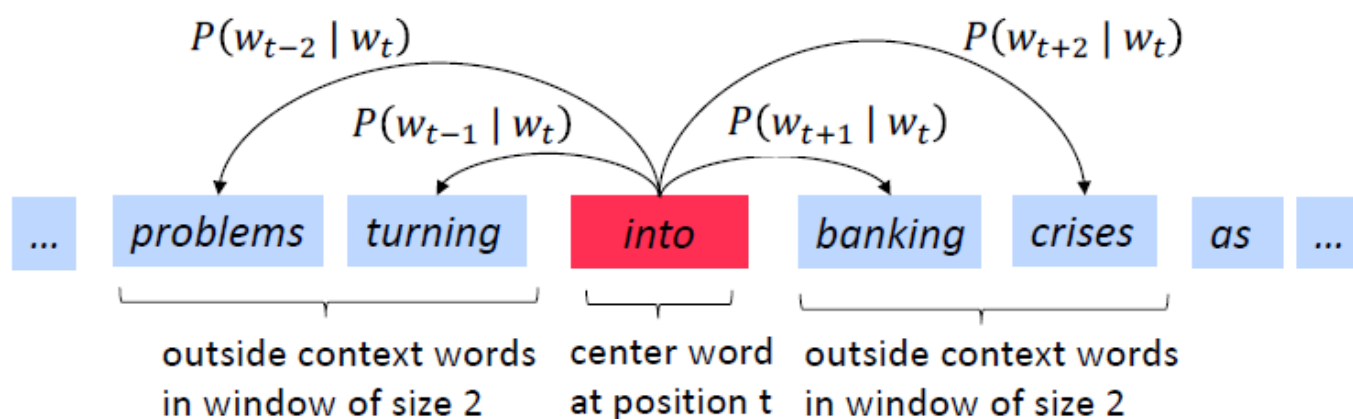 P(w_{t−2} | w_t) P(w_{t+2} | w_t)
P(w_{t−1} | w_t) P(w_{t+1} | w_t)
... problems turning into banking crises as ...
outside context words center word outside context words
in window of size 2 at position t in window of size 2